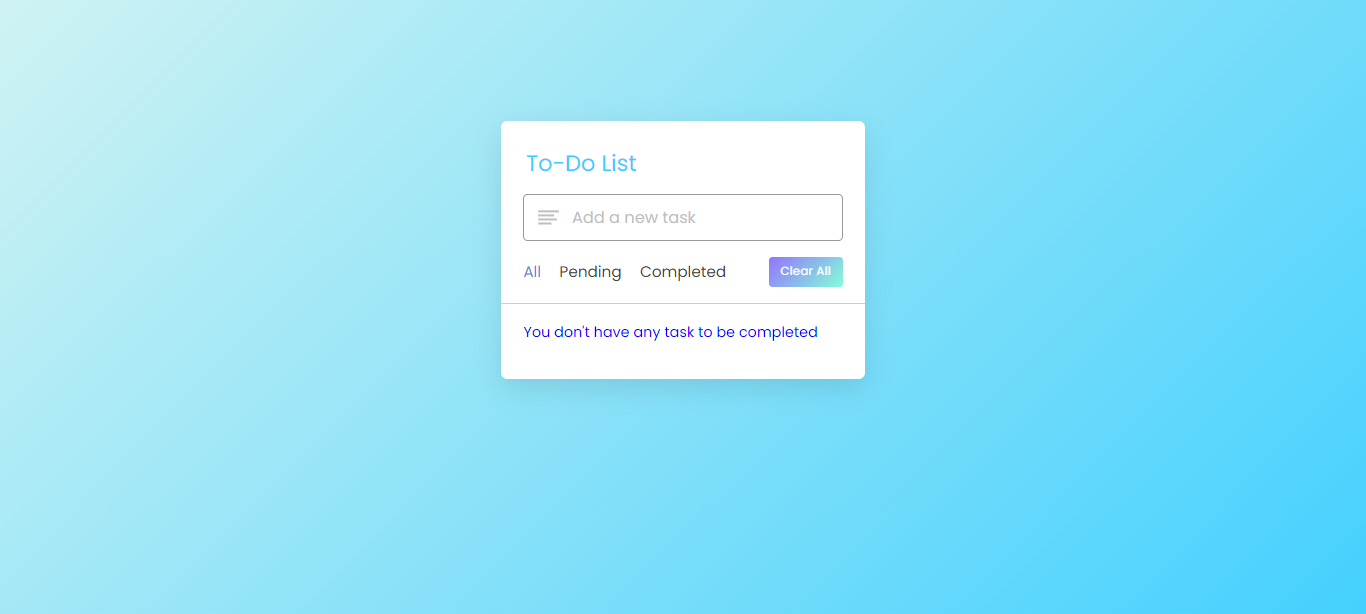 To-Do List
Add a new task
All Pending Completed Clear All
You don't have any task to be completed